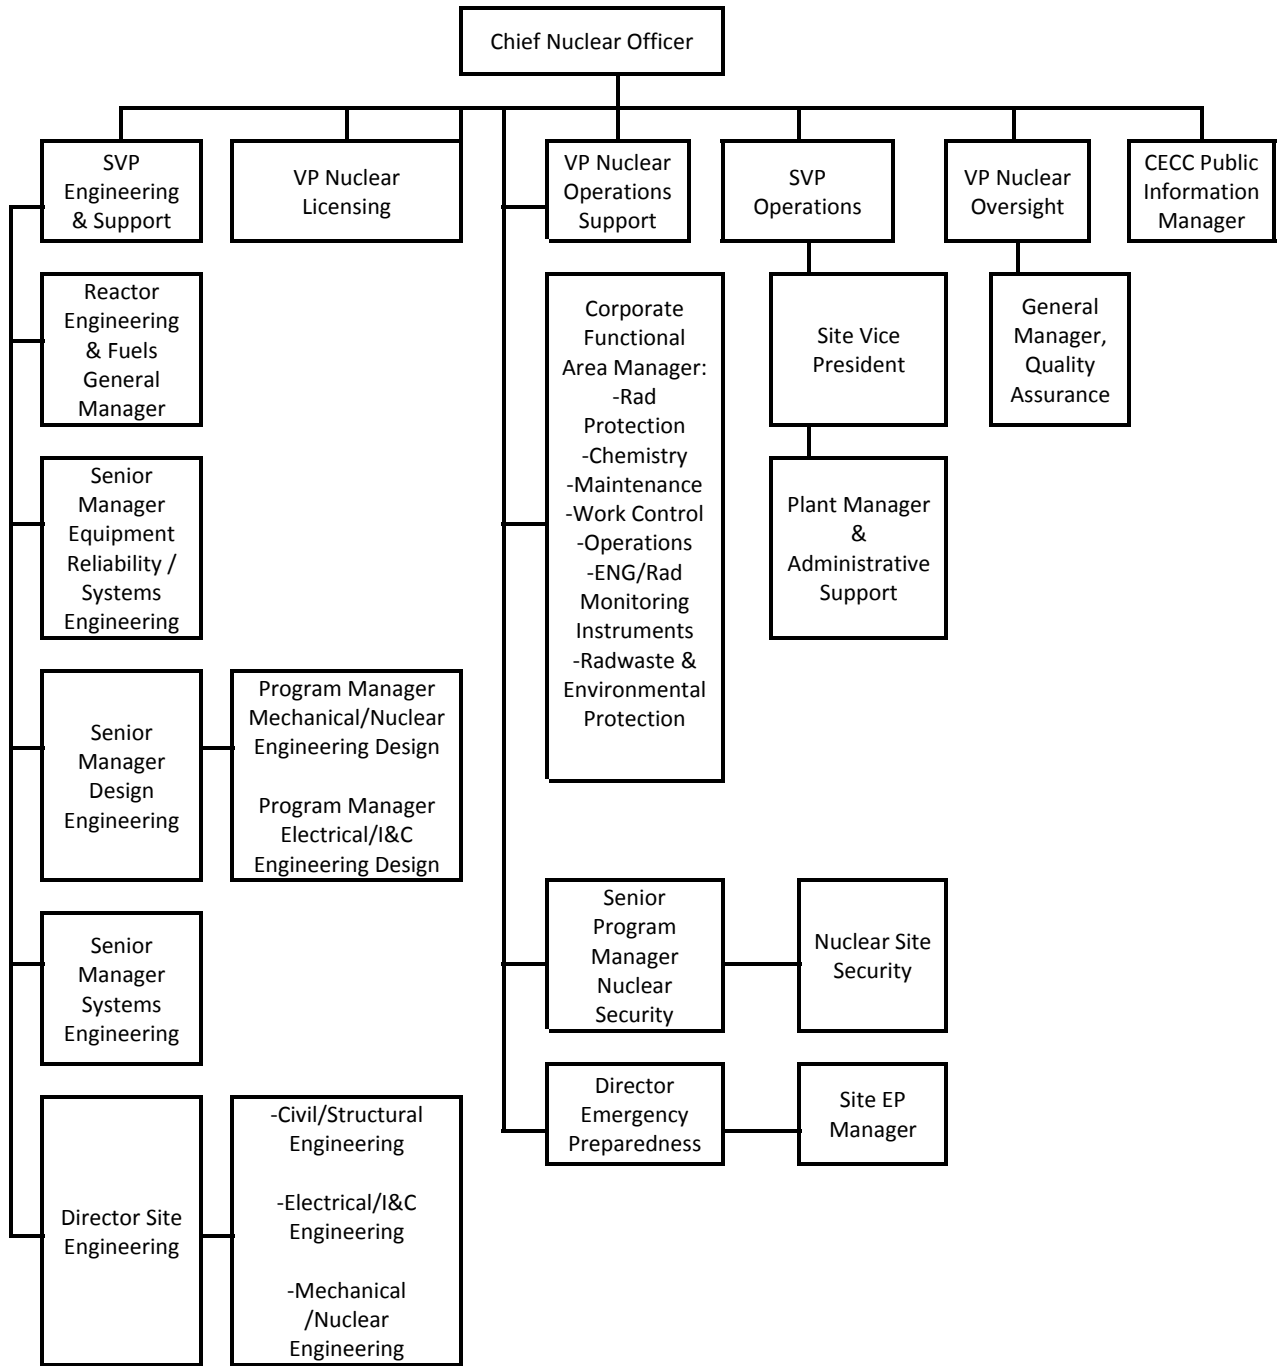 Chief Nuclear Officer
SVP
Engineering
& Support
VP Nuclear
Licensing
VP Nuclear
Operations
Support
SVP
Operations
VP Nuclear
Oversight
CECC Public
Information
Manager
Reactor
Engineering
& Fuels
General
Manager
Corporate
Functional
Area Manager:
-Rad
Protection
-Chemistry
-Maintenance
-Work Control
-Operations
-ENG/Rad
Monitoring
Instruments
-Radwaste &
Environmental
Protection
Site Vice
President
General
Manager,
Quality
Assurance
Senior
Manager
Equipment
Reliability /
Systems
Engineering
Plant Manager
&
Administrative
Support
Senior
Manager
Design
Engineering
Program Manager
Mechanical/Nuclear
Engineering Design
Program Manager
Electrical/I&C
Engineering Design
Senior
Manager
Systems
Engineering
Senior
Program
Manager
Nuclear
Security
Nuclear Site
Security
Director
Emergency
Preparedness
Site EP
Manager
Director Site
Engineering
-Civil/Structural
Engineering
-Electrical/I&C
Engineering
-Mechanical
/Nuclear
Engineering